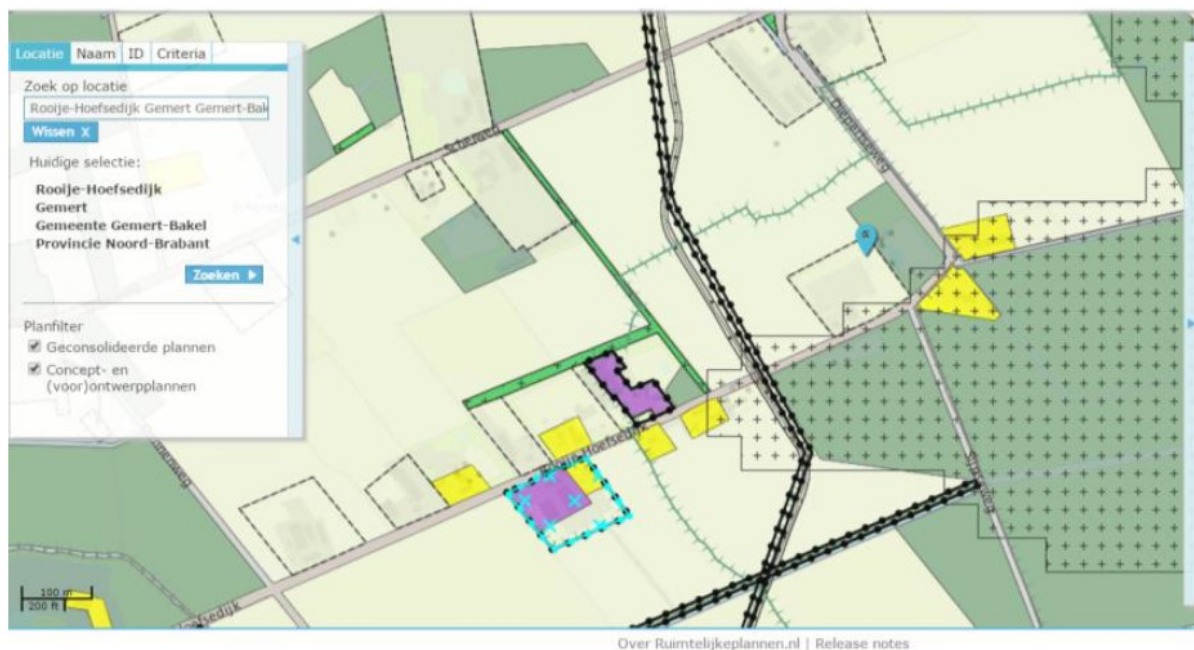 Locatie Naam ID Criteria
Zoek op locatie
Rooije-Hoefsedijk Gemert Gemert-Bak
Wissen X
Huidige selectie:
Rooije-Hoefsedijk
Gemert
Gemeente Gemert-Bakel
Provincie Noord-Brabant
Zoeken
Planfilter
Geconsolideerde plannen
Concept- en
(voor)ontwerpplannen
Scheiweg
Rooije-Hoefsedijk
100 m
200 ft
Over Ruimtelijkeplannen.nl | Release notes